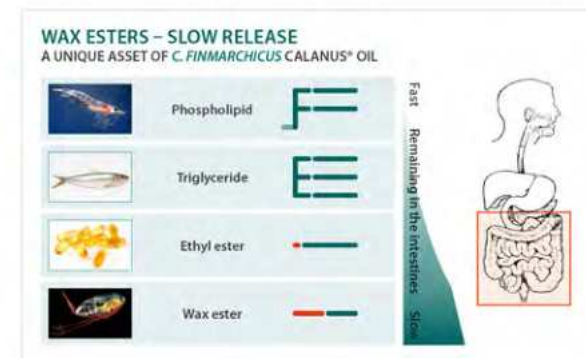 WAX ESTERS – SLOW RELEASE
A UNIQUE ASSET OF C. FINMARCHICUS CALANUS® OIL
Phospholipid
Triglyceride
Ethyl ester
Wax ester
Fast
Remaining in the intestines
Slow